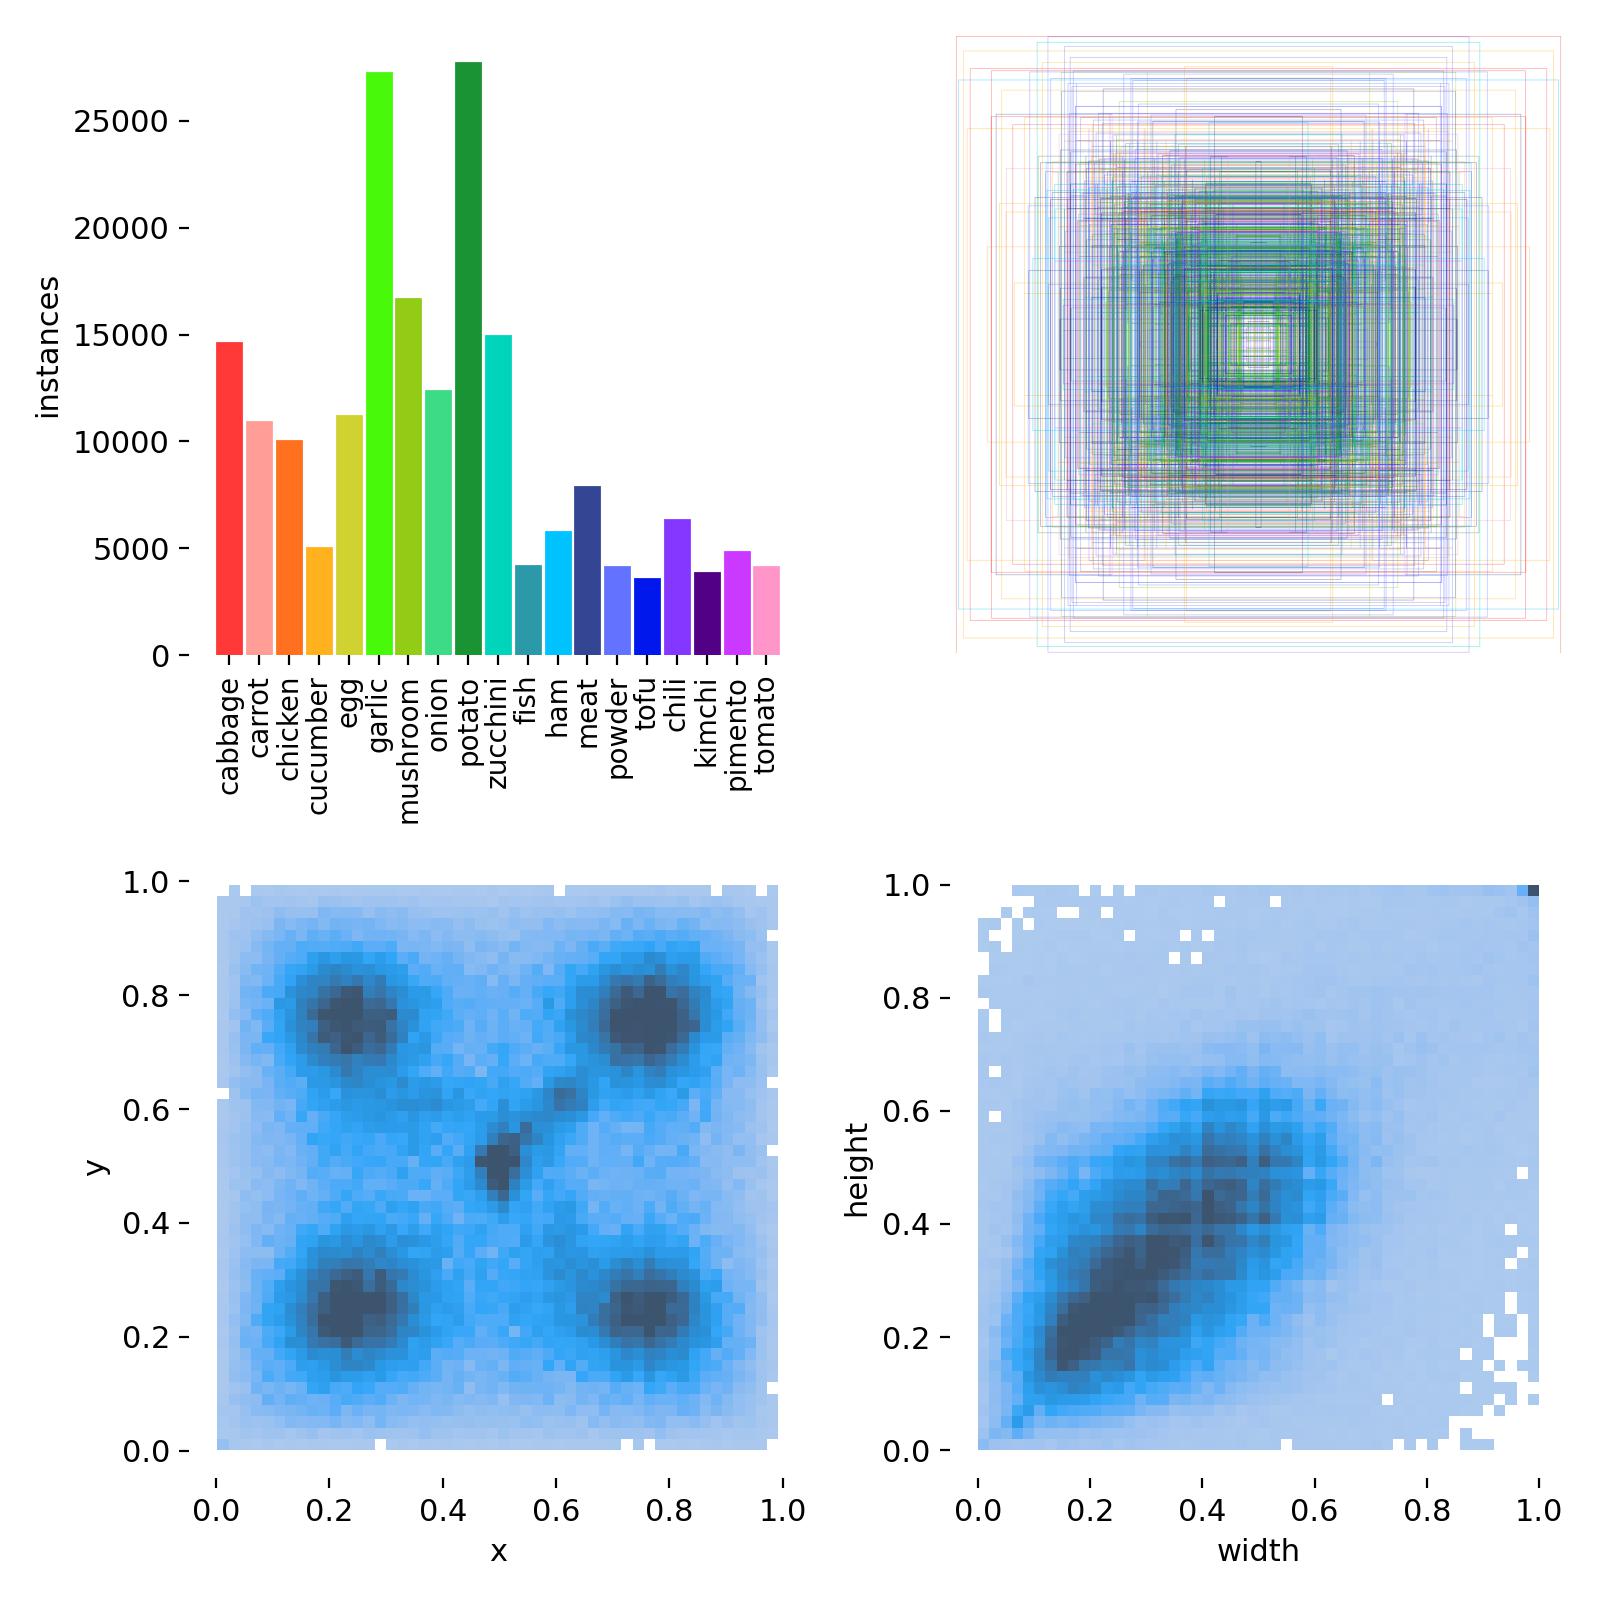 instances
25000
20000
15000
10000
5000
0
cabbage
carrot
chicken
cucumber
egg
garlic
mushroom
onion
potato
zucchini
fish
ham
meat
powder
tofu
chili
kimchi
pimento
tomato
y
1.0
0.8
0.6
0.4
0.2
0.0
0.0 0.2 0.4 0.6 0.8 1.0
x
height
1.0
0.8
0.6
0.4
0.2
0.0
0.0 0.2 0.4 0.6 0.8 1.0
width